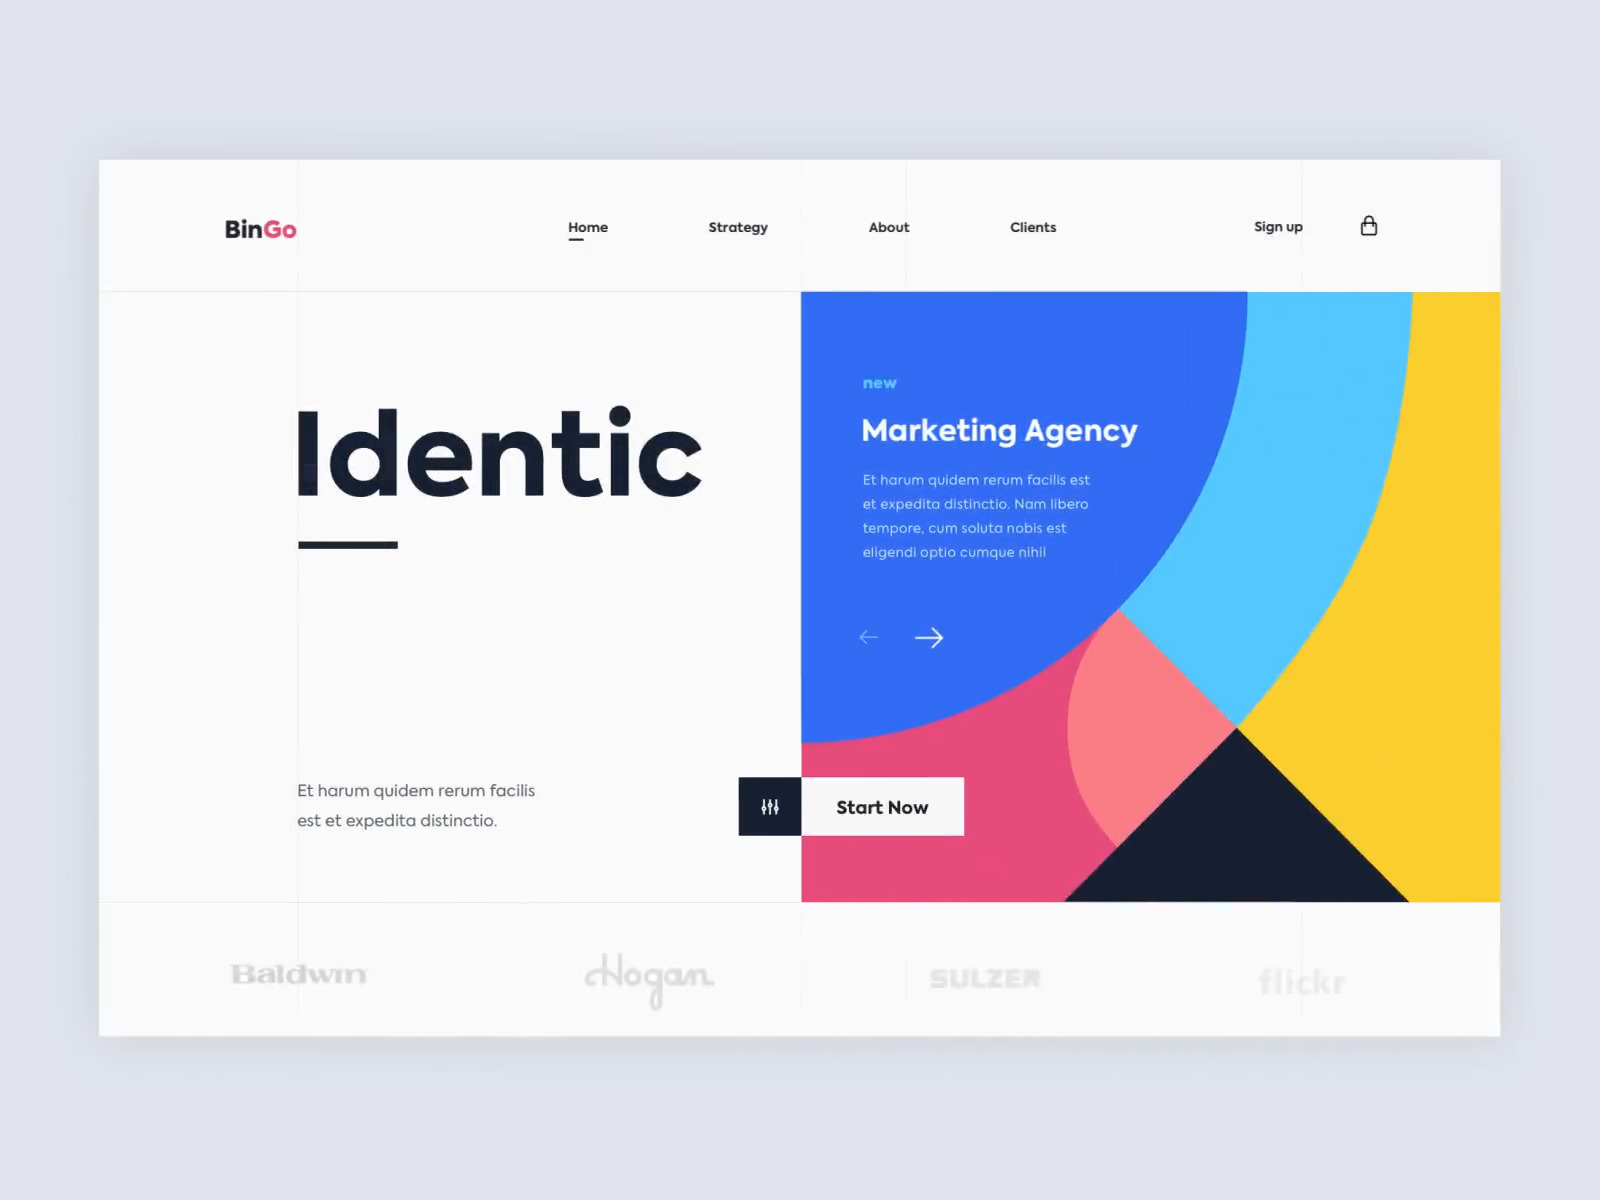 BinGo
Home
Strategy
About
Clients
Sign up
Identic
new
Marketing Agency
Et harum quidem rerum facilis est
et expedita distinctio. Nam libero
tempore, cum soluta nobis est
eligendi optio cumque nihil
Et harum quidem rerum facilis
est et expedita distinctio.
Start Now
Baldwin
Hogan
SULZER
flickr